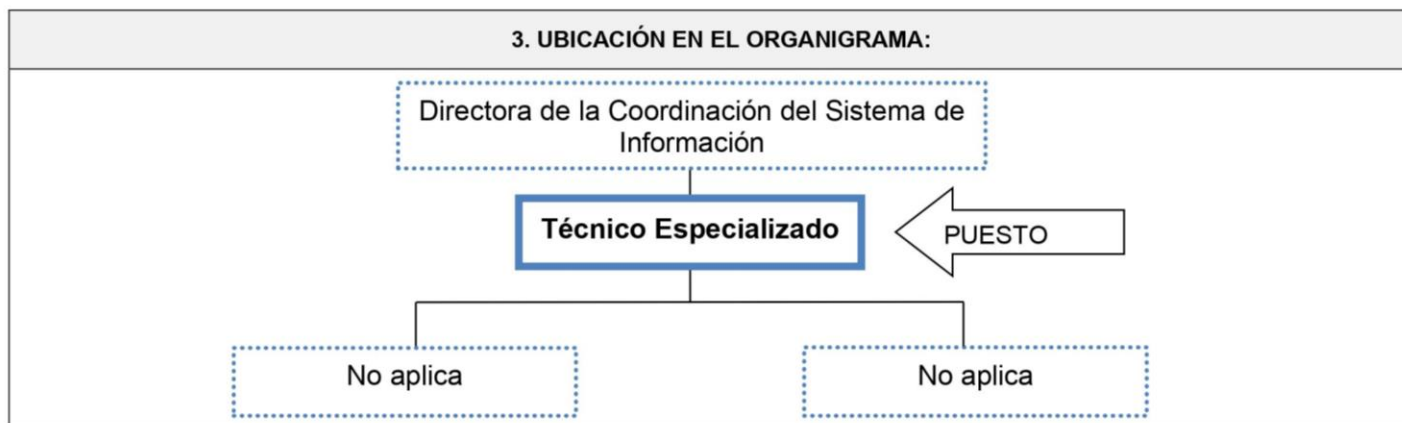 3. UBICACIÓN EN EL ORGANIGRAMA:
Directora de la Coordinación del Sistema de
Información
Técnico Especializado
PUESTO
No aplica
No aplica